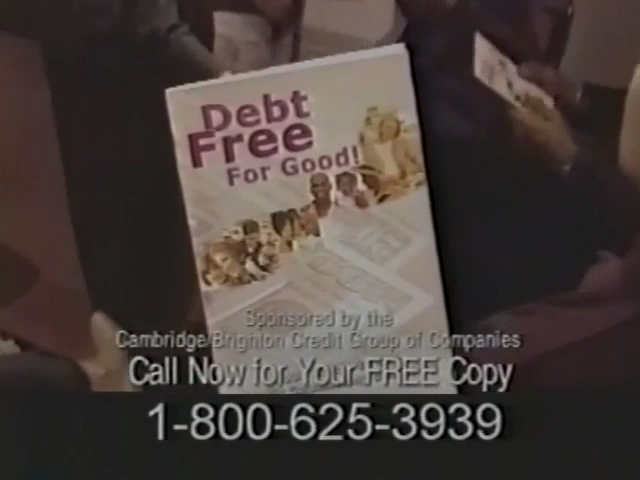 Debt
Free
For Good!
Sponsored by the
Cambridge/Brighton Credit Group of Companies
Call Now for Your FREE Copy
1-800-625-3939